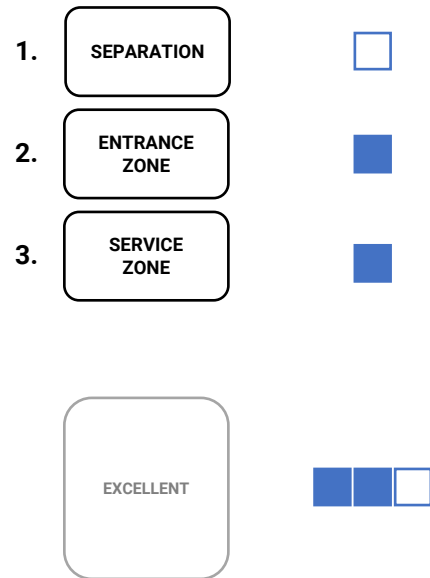 1. SEPARATION
2. ENTRANCE
ZONE
3. SERVICE
ZONE
EXCELLENT